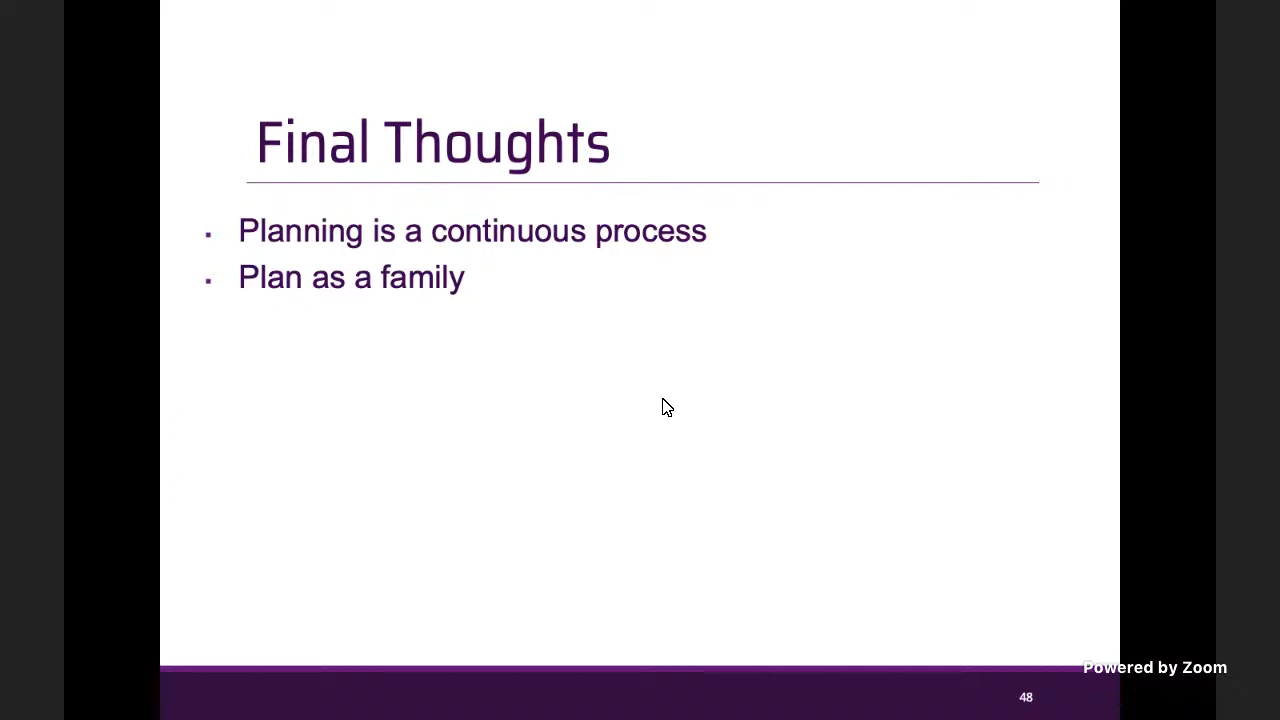 Final Thoughts
▪ Planning is a continuous process
▪ Plan as a family
Powered by Zoom
48